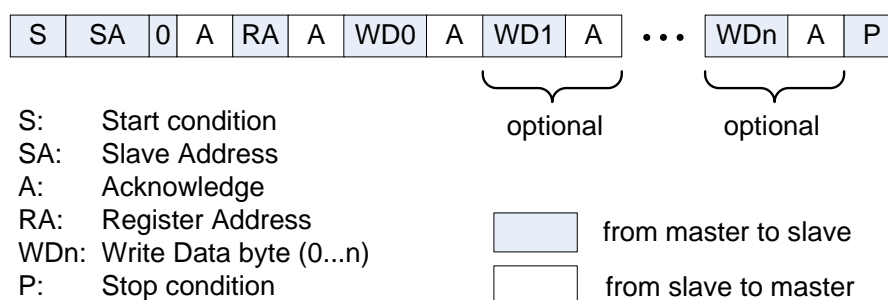 S SA 0 A RA A WD0 A WD1 A • • • WDn A P
optional optional
S: Start condition
SA: Slave Address
A: Acknowledge
RA: Register Address
WDn: Write Data byte (0...n)
P: Stop condition
from master to slave
from slave to master